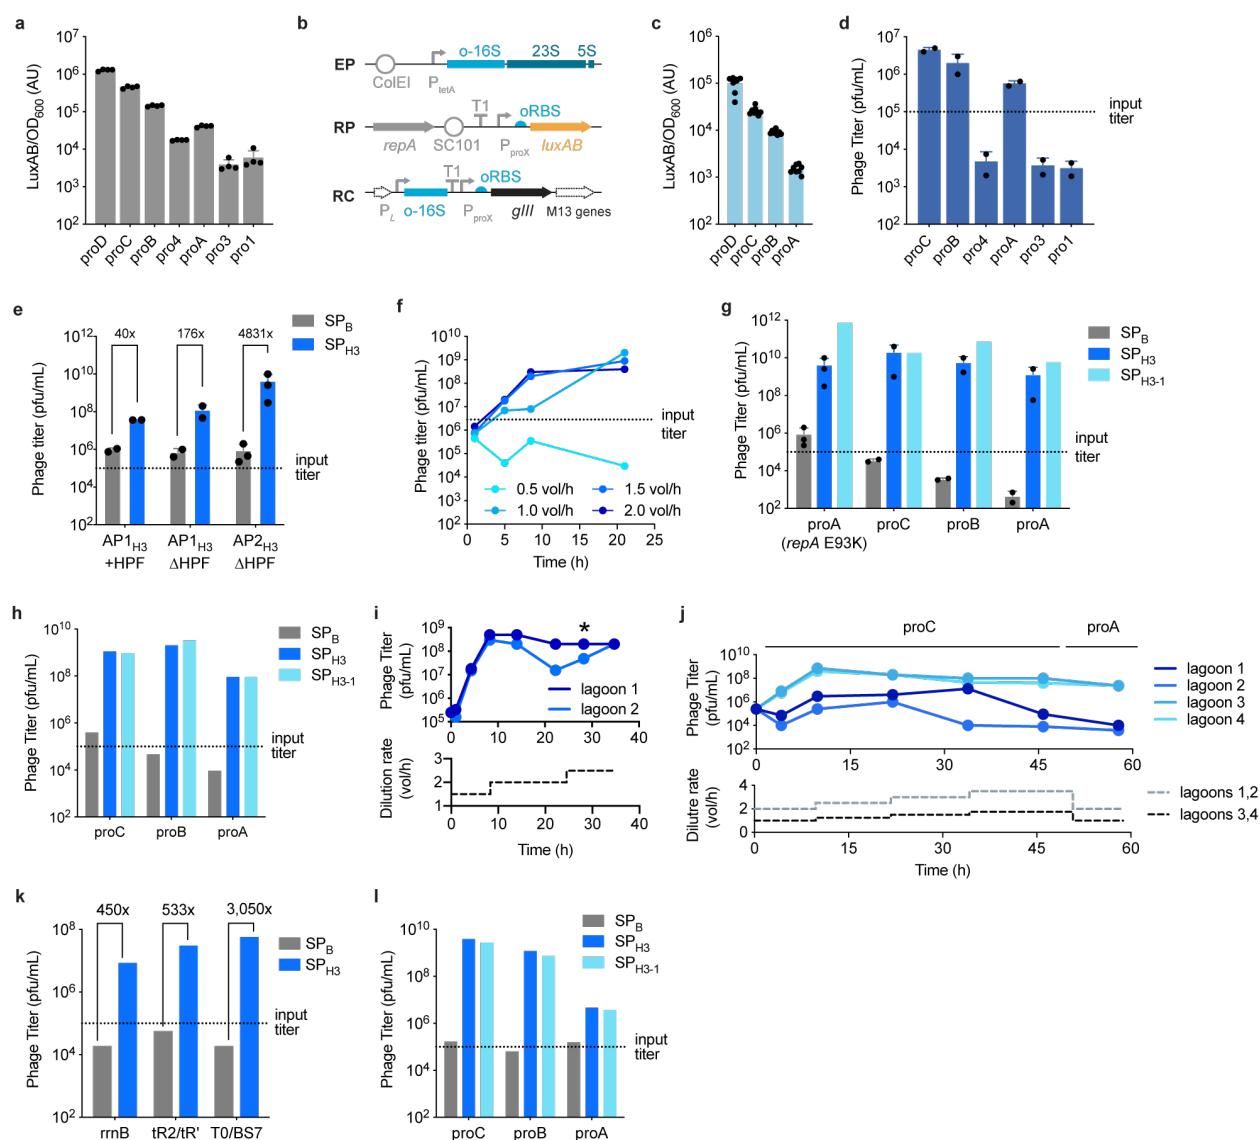 a
LuxAB/OD600 (AU)
10^7
10^6
10^5
10^4
10^3
10^2
proD
proC
proB
pro4
proA
pro3
pro1
b
EP
ColEI
PtetA
o-16S
23S
5S
RP
repA
SC101
T1
PproX
oRBS
luxAB
RC
PL
o-16S
T1
PproX
oRBS
gIII
M13 genes
c
LuxAB/OD600 (AU)
10^6
10^5
10^4
10^3
10^2
proD
proC
proB
proA
d
Phage Titer (pfu/mL)
10^7
10^6
10^5
10^4
10^3
10^2
input
titer
proC
proB
pro4
proA
pro3
pro1
e
Phage titer (pfu/mL)
10^12
10^10
10^8
10^6
10^4
10^2
40x
176x
4831x
SPB
SPH3
input
titer
AP1H3
+HPF
AP1H3
ΔHPF
AP2H3
ΔHPF
f
Phage titer (pfu/mL)
10^10
10^9
10^8
10^7
10^6
10^5
10^4
10^3
10^2
input
titer
0.5 vol/h
1.0 vol/h
1.5 vol/h
2.0 vol/h
0 5 10 15 20 25
Time (h)
g
Phage Titer (pfu/mL)
10^12
10^10
10^8
10^6
10^4
10^2
SPB
SPH3
SPH3-1
input
titer
proA
(repA E93K)
proC
proB
proA
h
Phage Titer (pfu/mL)
10^10
10^8
10^6
10^4
10^2
SPB
SPH3
SPH3-1
input
titer
proC
proB
proA
i
Phage Titer
(pfu/mL)
10^9
10^8
10^7
10^6
10^5
*
lagoon 1
lagoon 2
0 10 20 30 40
Dilution rate
(vol/h)
3
2
1
0 10 20 30 40
Time (h)
j
proC
proA
Phage Titer
(pfu/mL)
10^10
10^8
10^6
10^4
10^2
lagoon 1
lagoon 2
lagoon 3
lagoon 4
0 15 30 45 60
Dilutre rate
(vol/h)
4
2
0
lagoons 1,2
lagoons 3,4
0 15 30 45 60
Time (h)
k
Phage Titer (pfu/mL)
10^8
10^6
10^4
10^2
450x
533x
3,050x
SPB
SPH3
input
titer
rrnB
tR2/tR'
T0/BS7
l
Phage Titer (pfu/mL)
10^10
10^8
10^6
10^4
10^2
SPB
SPH3
SPH3-1
input
titer
proC
proB
proA